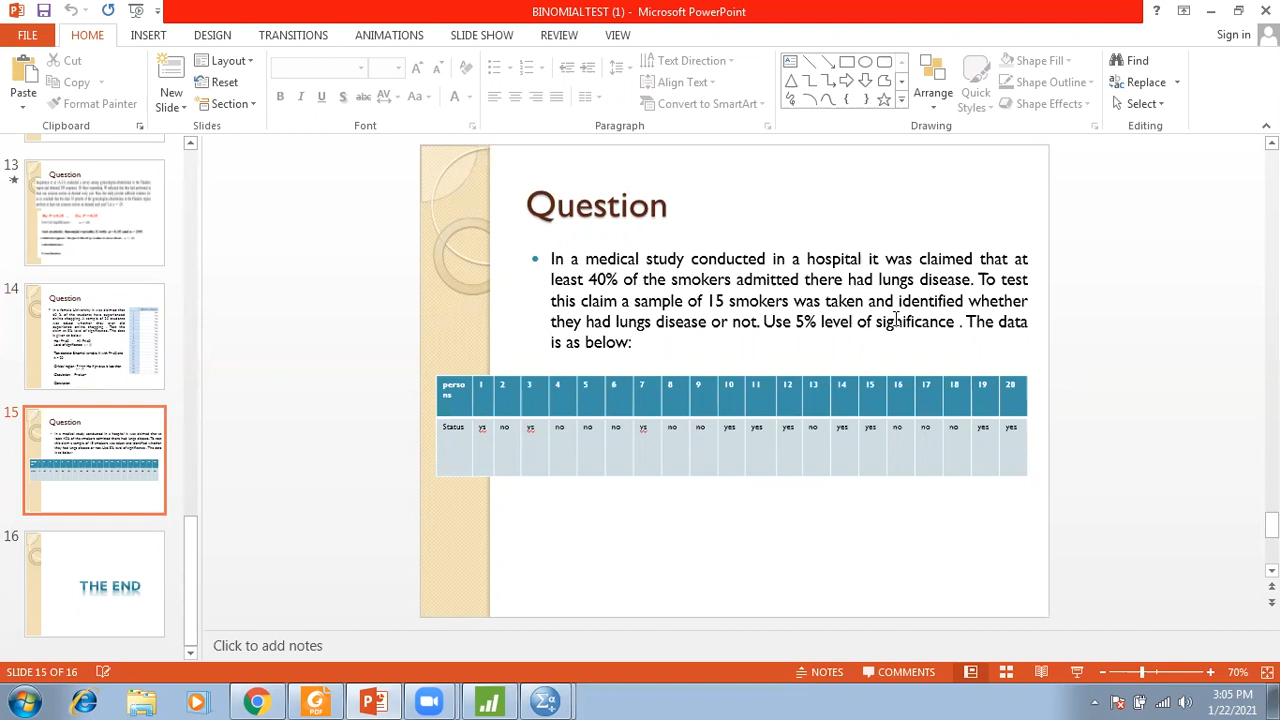 BINOMIALTEST (1) - Microsoft PowerPoint
FILE HOME INSERT DESIGN TRANSITIONS ANIMATIONS SLIDE SHOW REVIEW VIEW Sign in
Paste Cut Copy Format Painter
Clipboard
New Slide Layout Reset Section
Slides
B I U S abc AV Aa A
Font
Text Direction Align Text Convert to SmartArt
Paragraph
Arrange Quick Styles Shape Fill Shape Outline Shape Effects
Drawing
Find Replace Select
Editing
13
Question
14
Question
15
Question
16
THE END
Question
In a medical study conducted in a hospital it was claimed that at
least 40% of the smokers admitted there had lungs disease. To test
this claim a sample of 15 smokers was taken and identified whether
they had lungs disease or not. Use 5% level of significance . The data
is as below:
perso
ns 1 2 3 4 5 6 7 8 9 10 11 12 13 14 15 16 17 18 19 20
Status ys no ys no no no ys no no yes yes yes no yes yes no no no yes yes
Click to add notes
SLIDE 15 OF 16 NOTES COMMENTS 70%
PDF
3:05 PM
1/22/2021